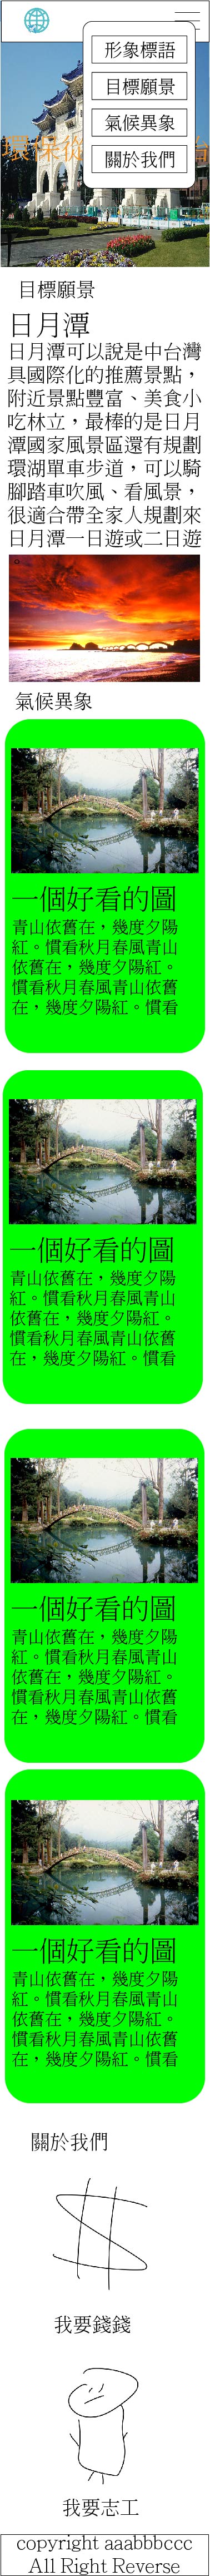 形象標語
目標願景
氣候異象
關於我們
環保
目標願景
日月潭
日月潭可以說是中台灣
具國際化的推薦景點，
附近景點豐富、美食小
吃林立，最棒的是日月
潭國家風景區還有規劃
環湖單車步道，可以騎
腳踏車吹風、看風景，
很適合帶全家人規劃來
日月潭一日遊或二日遊
氣候異象
一個好看的圖
青山依舊在，幾度夕陽
紅。慣看秋月春風青山
依舊在，幾度夕陽紅。
慣看秋月春風青山依舊
在，幾度夕陽紅。慣看
一個好看的圖
青山依舊在，幾度夕陽
紅。慣看秋月春風青山
依舊在，幾度夕陽紅。
慣看秋月春風青山依舊
在，幾度夕陽紅。慣看
一個好看的圖
青山依舊在，幾度夕陽
紅。慣看秋月春風青山
依舊在，幾度夕陽紅。
慣看秋月春風青山依舊
在，幾度夕陽紅。慣看
一個好看的圖
青山依舊在，幾度夕陽
紅。慣看秋月春風青山
依舊在，幾度夕陽紅。
慣看秋月春風青山依舊
在，幾度夕陽紅。慣看
關於我們
我要錢錢
我要志工
copyright aaabbbccc
All Right Reverse